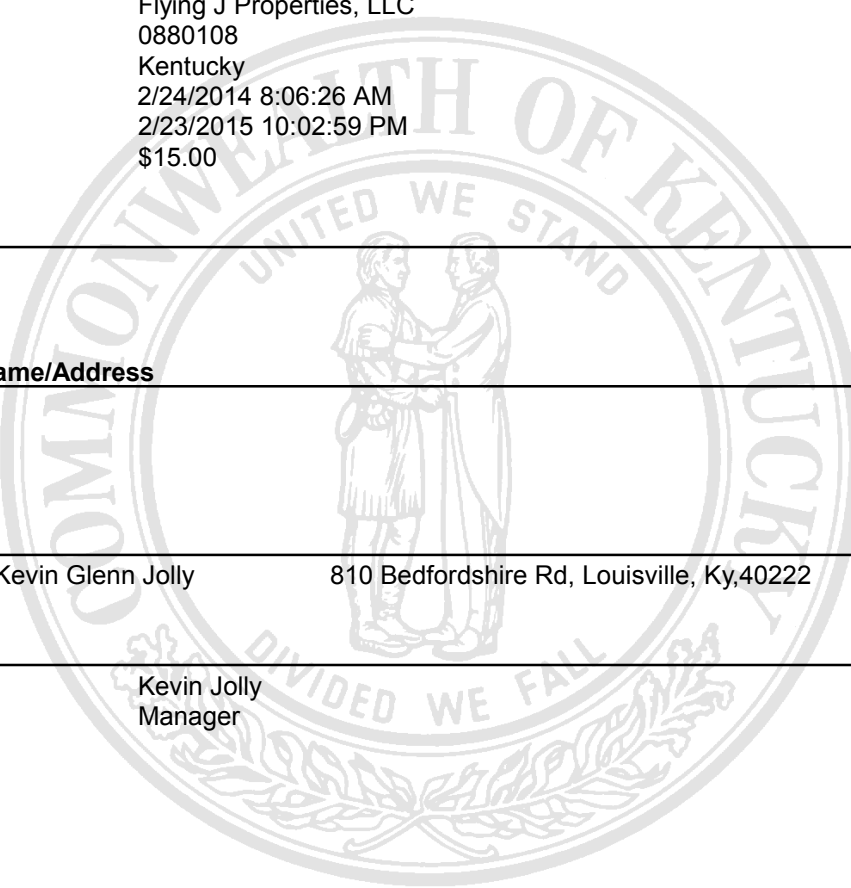 Flying J Properties, LLC
0880108
Kentucky
2/24/2014 8:06:26 AM
2/23/2015 10:02:59 PM
$15.00
ame/Address
Kevin Glenn Jolly 810 Bedfordshire Rd, Louisville, Ky,40222
Kevin Jolly
Manager
COMMONWEALTH OF KENTUCKY
UNITED WE STAND
DIVIDED WE FALL